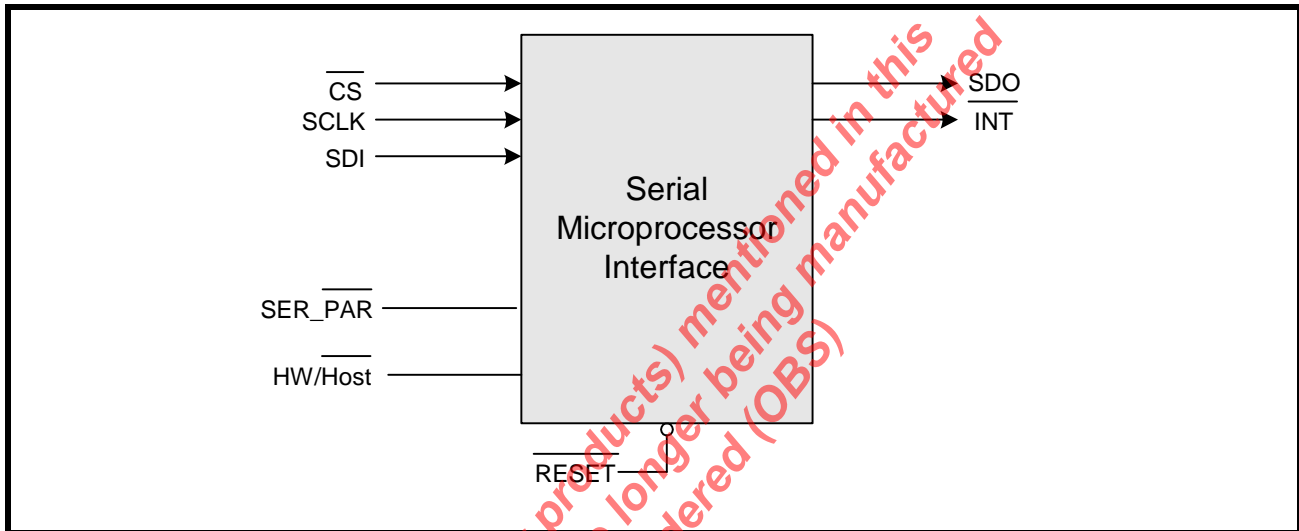 CS
SCLK
SDI
SER_PAR
HW/Host
Serial
Microprocessor
Interface
SDO
INT
RESET
products) mentioned in this
longer being manufactured
dered (OBS)